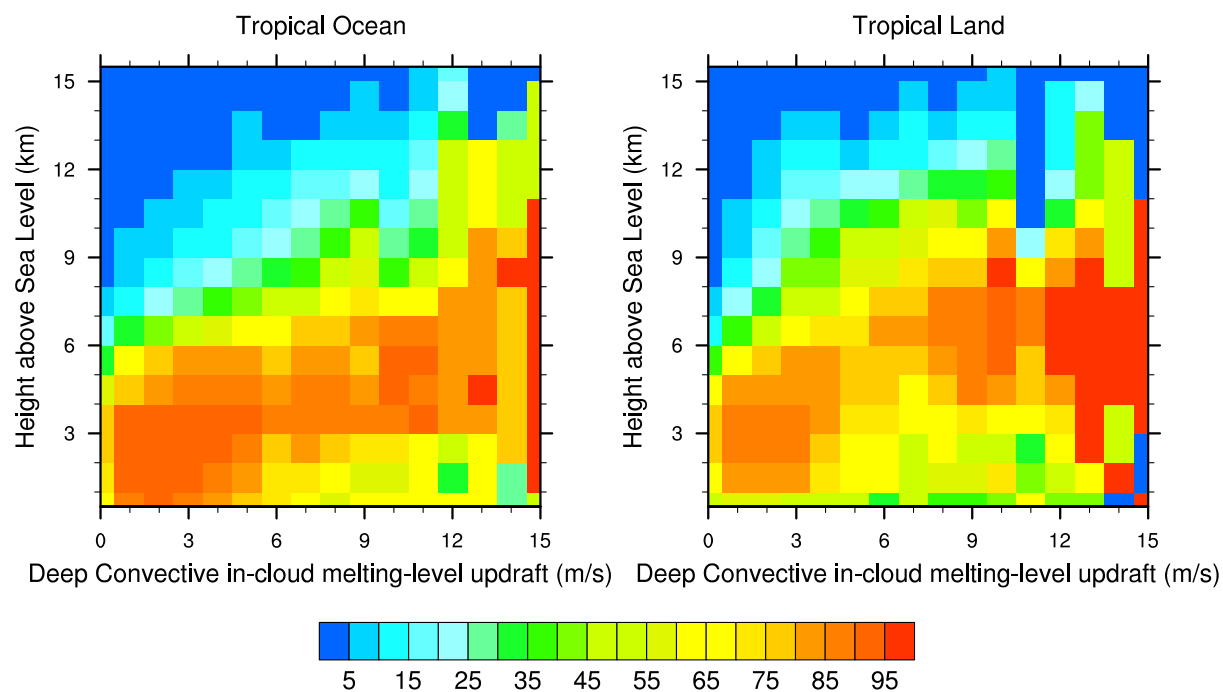 Tropical Ocean
Tropical Land
Height above Sea Level (km)
15
12
9
6
3
0 3 6 9 12 15
Deep Convective in-cloud melting-level updraft (m/s)
Height above Sea Level (km)
15
12
9
6
3
0 3 6 9 12 15
Deep Convective in-cloud melting-level updraft (m/s)
5 15 25 35 45 55 65 75 85 95